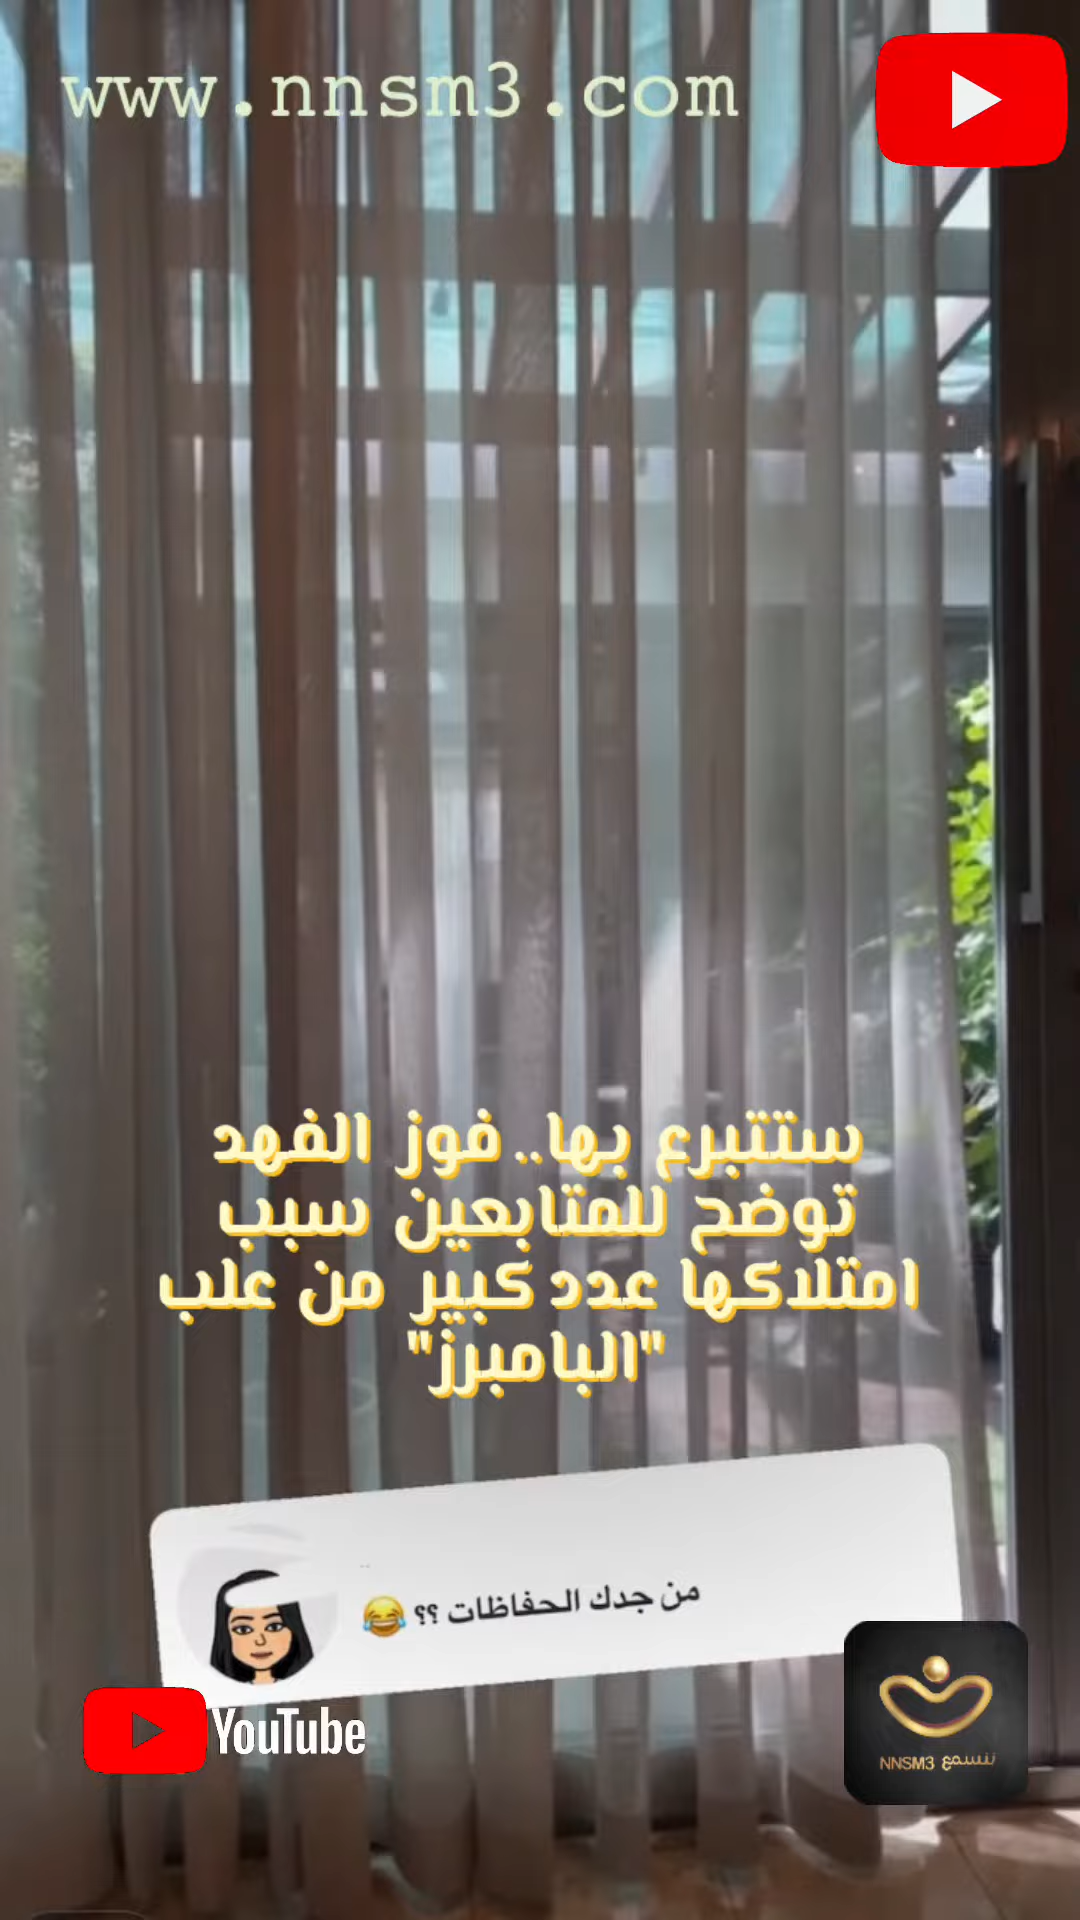 www.nnsm3.com
ستتبرع بها.. فوز الفهد
توضح للمتابعين سبب
امتلاكها عدد كبير من علب
"البامبرز"
من جدك الحفاظات ؟؟ 😂
YouTube
NNSM3 ننسمع